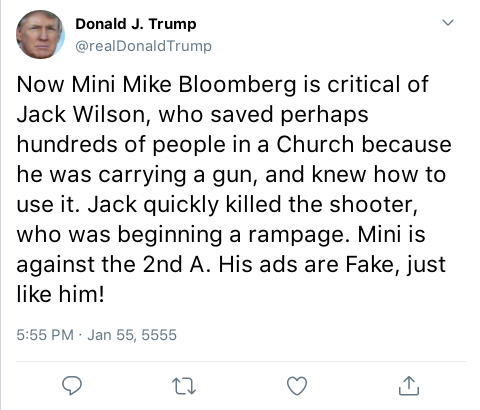 Donald J. Trump
@realDonaldTrump
Now Mini Mike Bloomberg is critical of
Jack Wilson, who saved perhaps
hundreds of people in a Church because
he was carrying a gun, and knew how to
use it. Jack quickly killed the shooter,
who was beginning a rampage. Mini is
against the 2nd A. His ads are Fake, just
like him!
5:55 PM · Jan 55, 5555